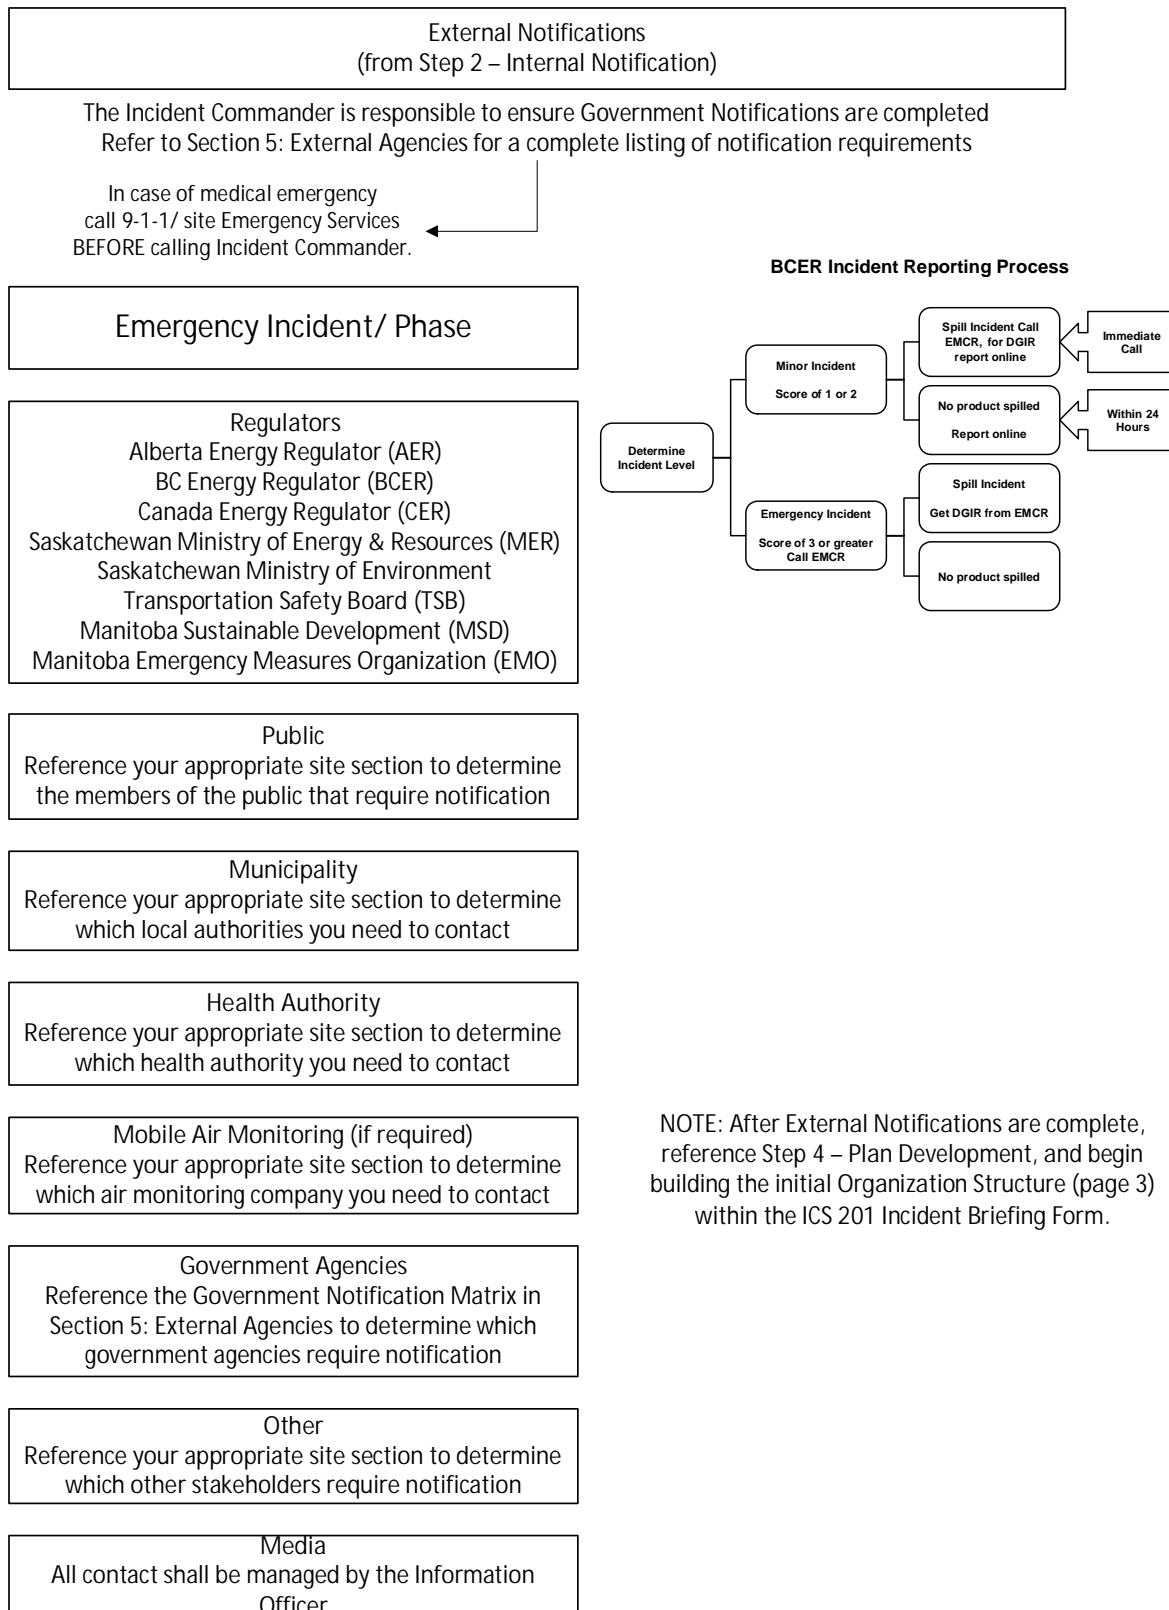 External Notifications
(from Step 2 – Internal Notification)
The Incident Commander is responsible to ensure Government Notifications are completed
Refer to Section 5: External Agencies for a complete listing of notification requirements
In case of medical emergency
call 9-1-1/ site Emergency Services
BEFORE calling Incident Commander.
Emergency Incident/ Phase
Regulators
Alberta Energy Regulator (AER)
BC Energy Regulator (BCER)
Canada Energy Regulator (CER)
Saskatchewan Ministry of Energy & Resources (MER)
Saskatchewan Ministry of Environment
Transportation Safety Board (TSB)
Manitoba Sustainable Development (MSD)
Manitoba Emergency Measures Organization (EMO)
BCER Incident Reporting Process
Determine
Incident Level
Minor Incident
Score of 1 or 2
Spill Incident Call
EMCR, for DGIR
report online
Immediate
Call
No product spilled
Report online
Within 24
Hours
Emergency Incident
Score of 3 or greater
Call EMCR
Spill Incident
Get DGIR from EMCR
No product spilled
Public
Reference your appropriate site section to determine
the members of the public that require notification
Municipality
Reference your appropriate site section to determine
which local authorities you need to contact
Health Authority
Reference your appropriate site section to determine
which health authority you need to contact
Mobile Air Monitoring (if required)
Reference your appropriate site section to determine
which air monitoring company you need to contact
NOTE: After External Notifications are complete,
reference Step 4 – Plan Development, and begin
building the initial Organization Structure (page 3)
within the ICS 201 Incident Briefing Form.
Government Agencies
Reference the Government Notification Matrix in
Section 5: External Agencies to determine which
government agencies require notification
Other
Reference your appropriate site section to determine
which other stakeholders require notification
Media
All contact shall be managed by the Information
Officer